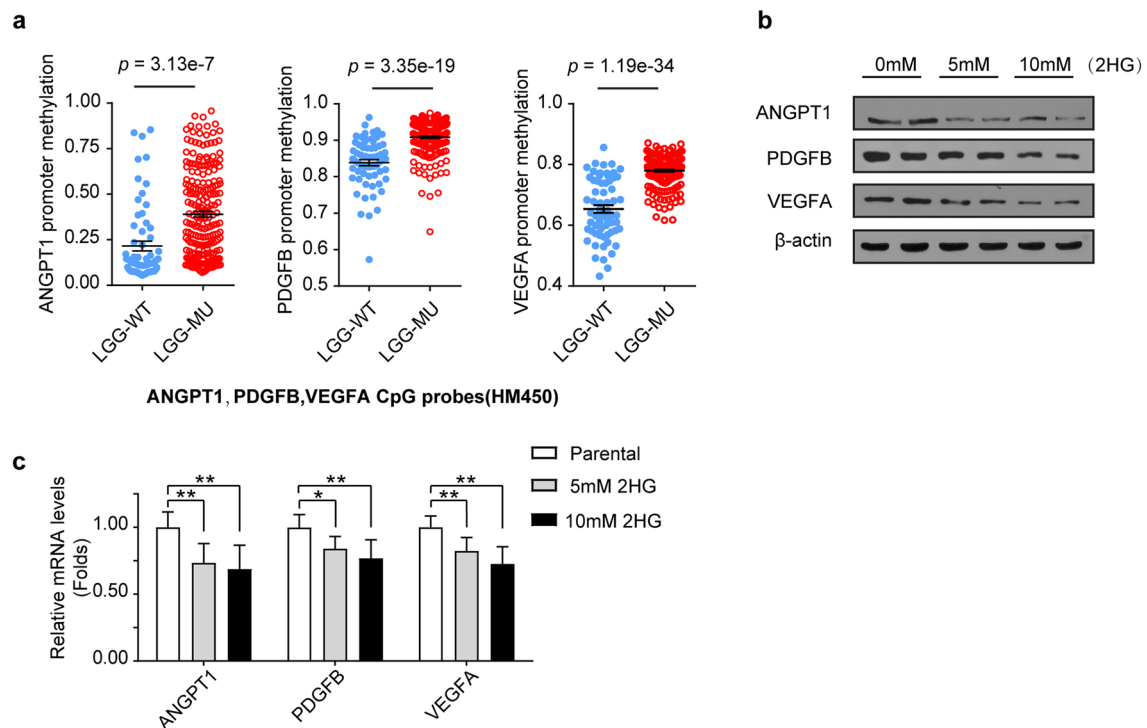 a
p = 3.13e-7
ANGPT1 promoter methylation
1.00
0.75
0.50
0.25
0.00
LGG-WT
LGG-MU
p = 3.35e-19
PDGFB promoter methylation
1.0
0.9
0.8
0.7
0.6
0.5
LGG-WT
LGG-MU
p = 1.19e-34
VEGFA promoter methylation
1.0
0.8
0.6
0.4
LGG-WT
LGG-MU
ANGPT1, PDGFB,VEGFA CpG probes(HM450)
b
0mM 5mM 10mM (2HG)
ANGPT1
PDGFB
VEGFA
β-actin
c
Parental
5mM 2HG
10mM 2HG
Relative mRNA levels
(Folds)
1.00
0.50
0.00
** **
* **
** **
ANGPT1
PDGFB
VEGFA